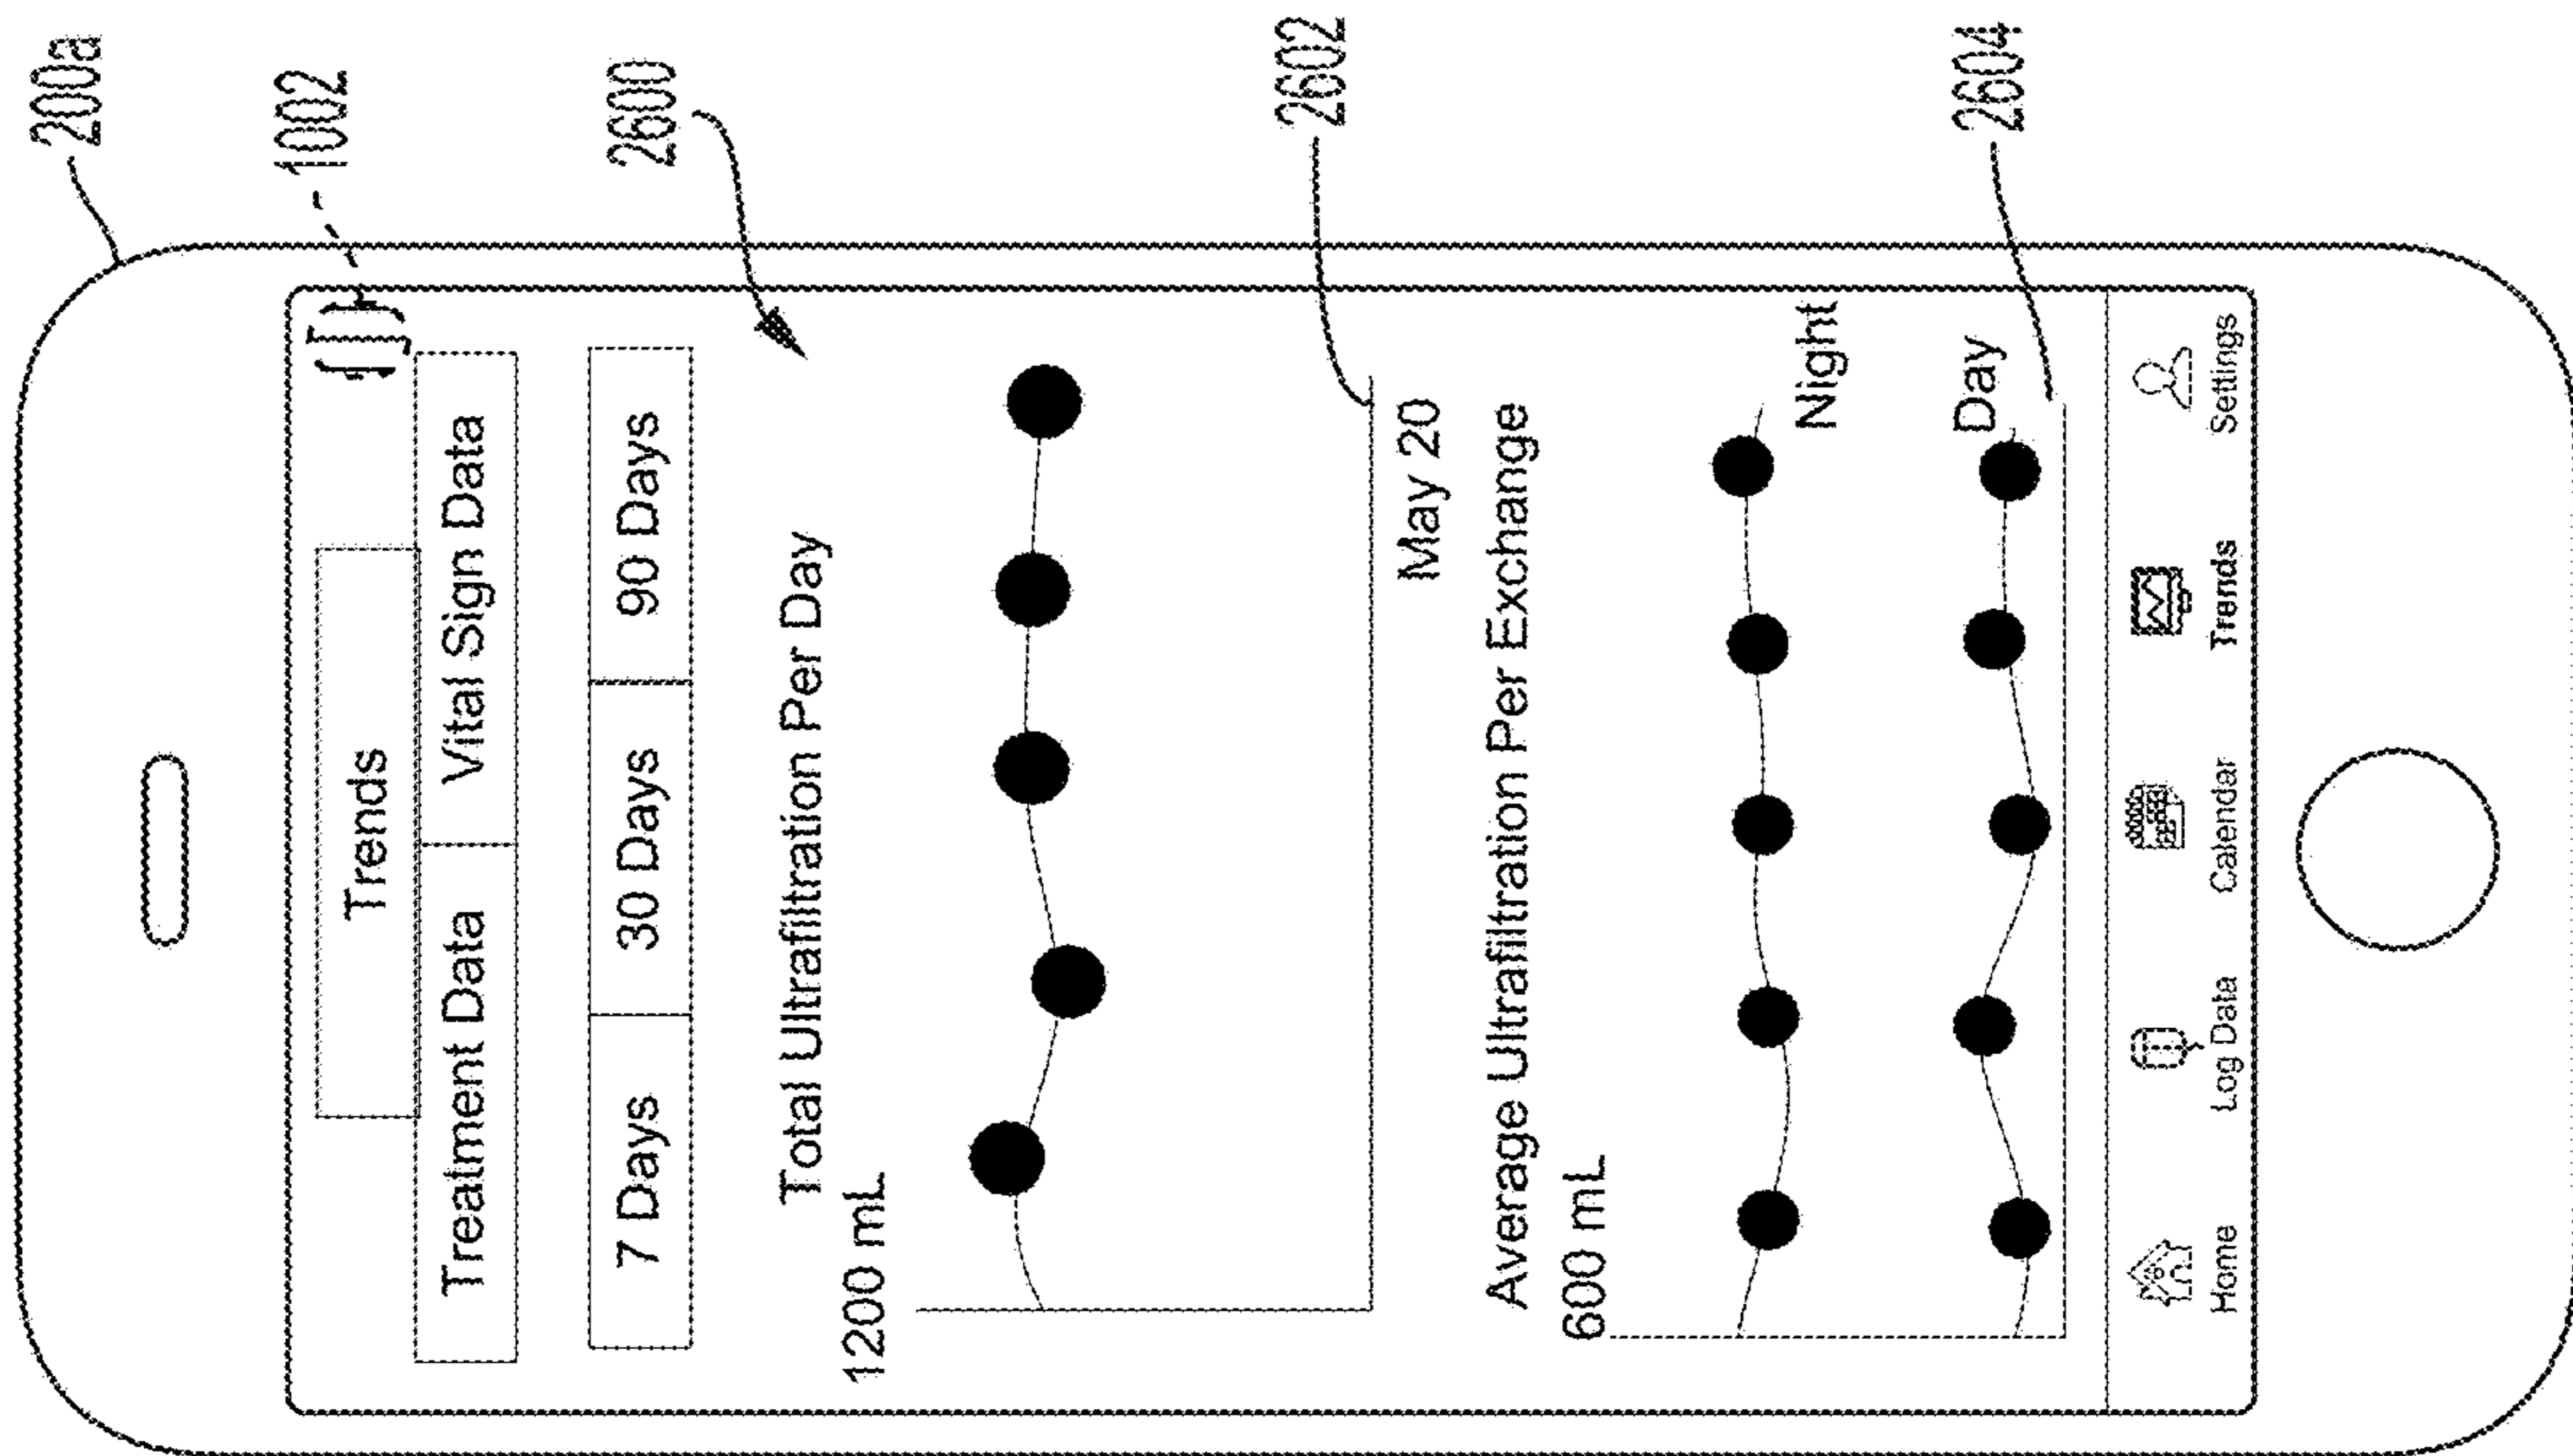 200a
1002
Trends
Treatment Data Vital Sign Data
7 Days 30 Days 90 Days
2600
Total Ultrafiltration Per Day
1200 mL
2602
May 20
Average Ultrafiltration Per Exchange
600 mL
Night
Day
2604
Home Log Data Calendar Trends Settings